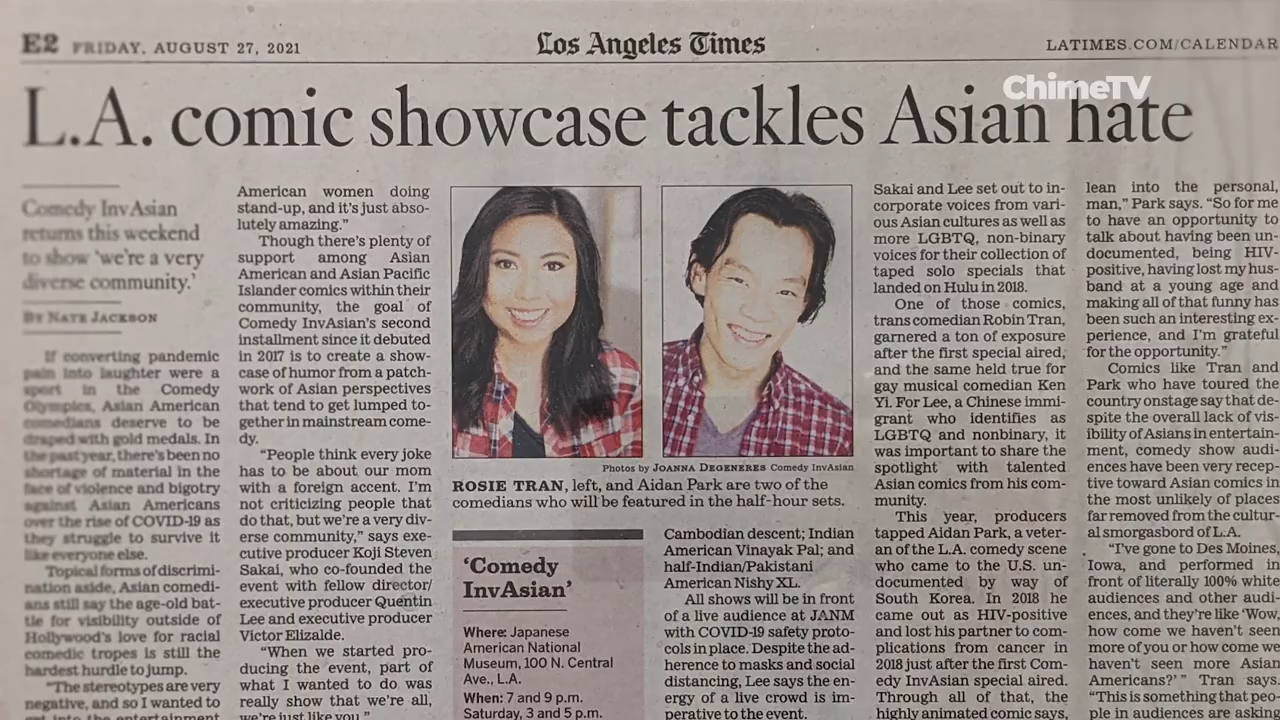 E2 FRIDAY, AUGUST 27, 2021
Los Angeles Times
LATIMES.COM/CALENDAR
ChimeTV
L.A. comic showcase tackles Asian hate
Comedy InvAsian
returns this weekend
to show ‘we’re a very
diverse community.’
BY NATE JACKSON
If converting pandemic
pain into laughter were a
sport in the Comedy
Olympics, Asian American
comedians deserve to be
draped with gold medals. In
the past year, there’s been no
shortage of material in the
face of violence and bigotry
against Asian Americans
over the rise of COVID-19 as
they struggle to survive it
like everyone else.
Topical forms of discrimi-
nation aside, Asian comedi-
ans still say the age-old bat-
tle for visibility outside of
Hollywood’s love for racial
comedic tropes is still the
hardest hurdle to jump.
“The stereotypes are very
negative, and so I wanted to
get into the entertainment
American women doing
stand-up, and it’s just abso-
lutely amazing.”
Though there’s plenty of
support among Asian
American and Asian Pacific
Islander comics within their
community, the goal of
Comedy InvAsian’s second
installment since it debuted
in 2017 is to create a show-
case of humor from a patch-
work of Asian perspectives
that tend to get lumped to-
gether in mainstream come-
dy.
“People think every joke
has to be about our mom
with a foreign accent. I’m
not criticizing people that
do that, but we’re a very div-
erse community,” says exe-
cutive producer Koji Steven
Sakai, who co-founded the
event with fellow director/
executive producer Quentin
Lee and executive producer
Victor Elizalde.
“When we started pro-
ducing the event, part of
what I wanted to do was
really show that we’re all,
we’re just like you.”
Photos by JOANNA DEGENERES Comedy InvAsian
ROSIE TRAN, left, and Aidan Park are two of the
comedians who will be featured in the half-hour sets.
‘Comedy
InvAsian’
Where: Japanese
American National
Museum, 100 N. Central
Ave., L.A.
When: 7 and 9 p.m.
Saturday, 3 and 5 p.m.
Cambodian descent; Indian
American Vinayak Pal; and
half-Indian/Pakistani
American Nishy XL.
All shows will be in front
of a live audience at JANM
with COVID-19 safety proto-
cols in place. Despite the ad-
herence to masks and social
distancing, Lee says the en-
ergy of a live crowd is im-
perative to the event.
Sakai and Lee set out to in-
corporate voices from vari-
ous Asian cultures as well as
more LGBTQ, non-binary
voices for their collection of
taped solo specials that
landed on Hulu in 2018.
One of those comics,
trans comedian Robin Tran,
garnered a ton of exposure
after the first special aired,
and the same held true for
gay musical comedian Ken
Yi. For Lee, a Chinese immi-
grant who identifies as
LGBTQ and nonbinary, it
was important to share the
spotlight with talented
Asian comics from his com-
munity.
This year, producers
tapped Aidan Park, a veter-
an of the L.A. comedy scene
who came to the U.S. un-
documented by way of
South Korea. In 2018 he
came out as HIV-positive
and lost his partner to com-
plications from cancer in
2018 just after the first Com-
edy InvAsian special aired.
Through all of that, the
highly animated comic says,
lean into the personal,
man,” Park says. “So for me
to have an opportunity to
talk about having been un-
documented, being HIV-
positive, having lost my hus-
band at a young age and
making all of that funny has
been such an interesting ex-
perience, and I’m grateful
for the opportunity.”
Comics like Tran and
Park who have toured the
country onstage say that de-
spite the overall lack of vis-
ibility of Asians in entertain-
ment, comedy show audi-
ences have been very recep-
tive toward Asian comics in
the most unlikely of places
far removed from the cultur-
al smorgasbord of L.A.
“I’ve gone to Des Moines,
Iowa, and performed in
front of literally 100% white
audiences and other audi-
ences, and they’re like ‘Wow,
how come we haven’t seen
more of you or how come we
haven’t seen more Asian
Americans?’ ” Tran says.
“This is something that peo-
ple in audiences are asking